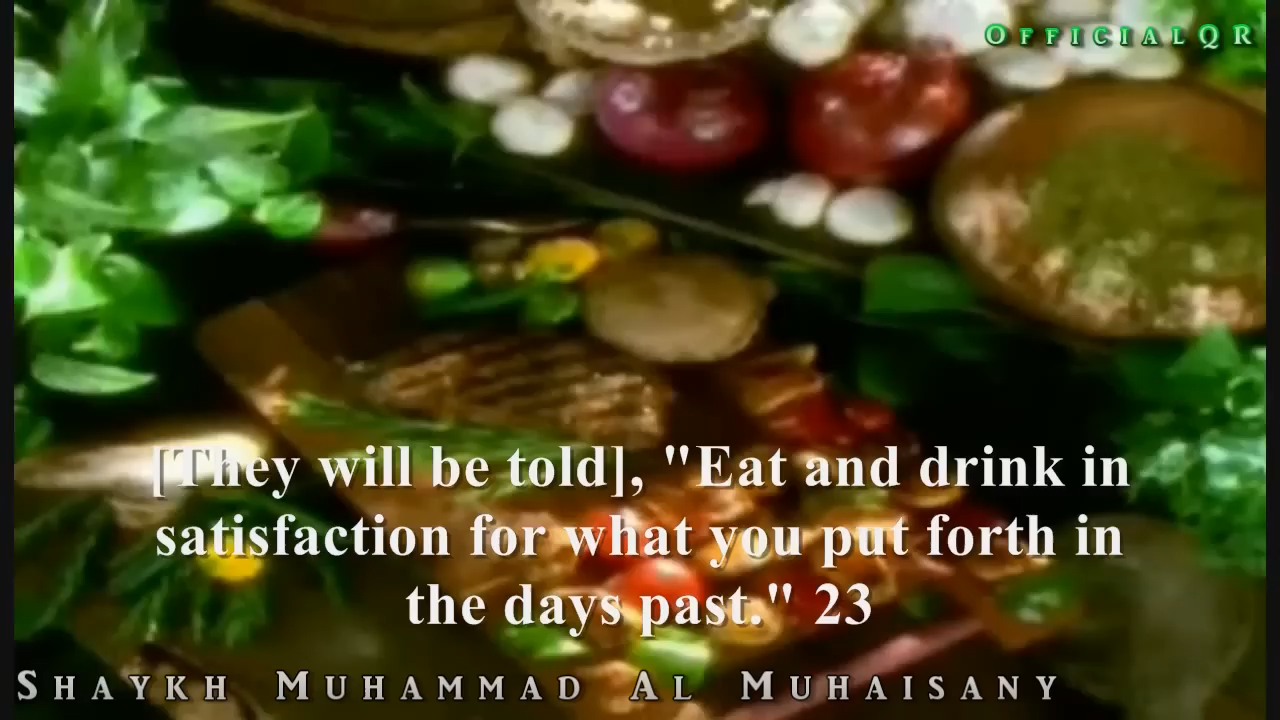 OFFICIALQR
[They will be told], "Eat and drink in
satisfaction for what you put forth in
the days past." 23
SHAYKH MUHAMMAD AL MUHAISANY